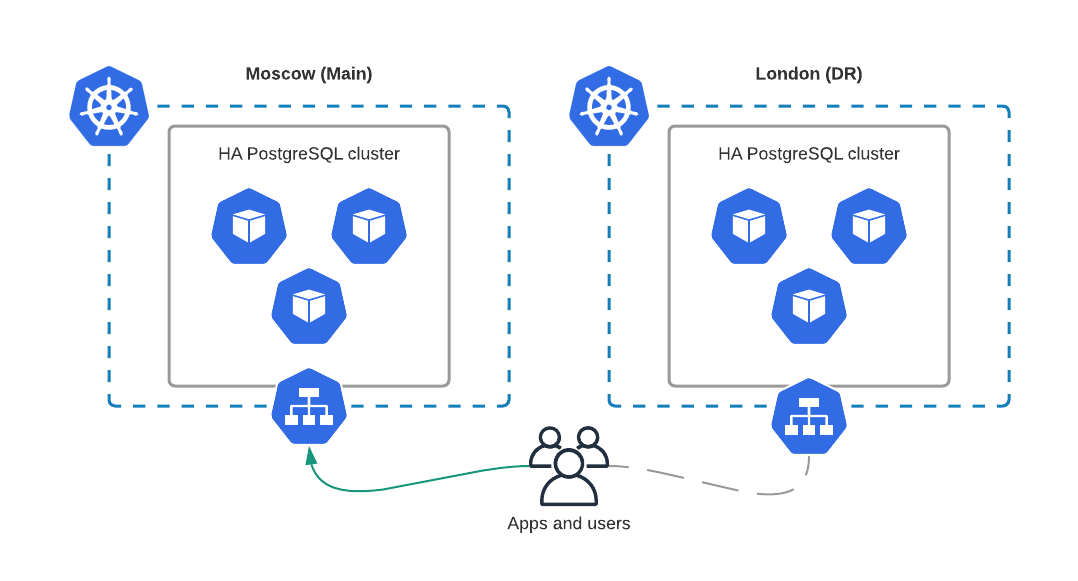 Moscow (Main)
London (DR)
HA PostgreSQL cluster
HA PostgreSQL cluster
Apps and users